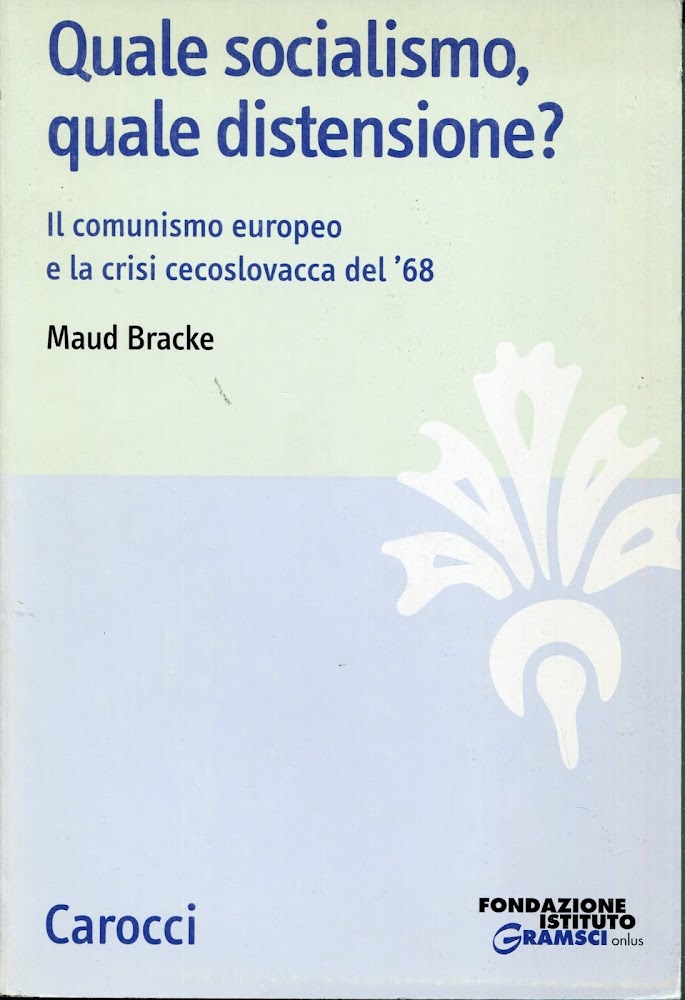 Quale socialismo,
quale distensione?
Il comunismo europeo
e la crisi cecoslovacca del ’68
Maud Bracke
Carocci
FONDAZIONE
ISTITUTO
GRAMSCI onlus